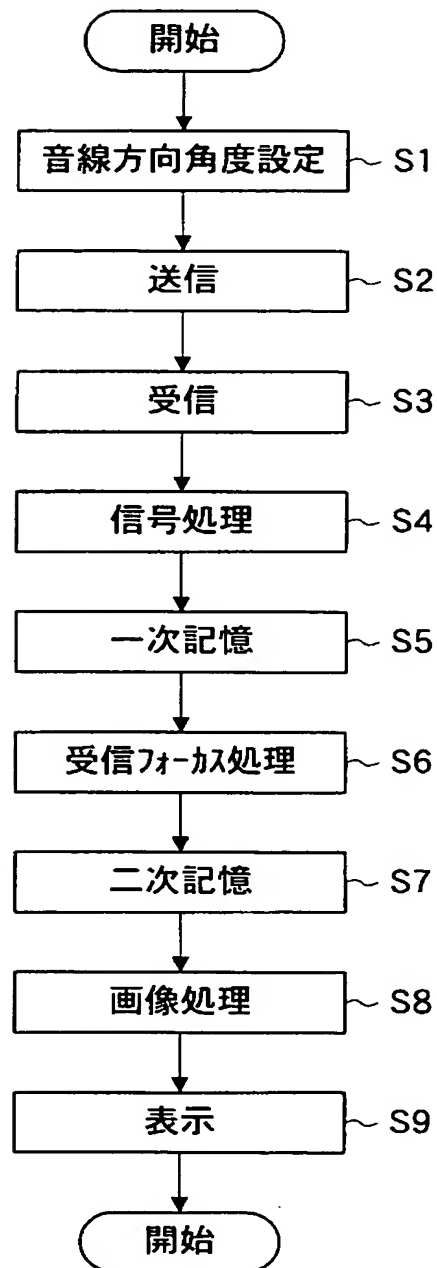 開始
音線方向角度設定 ~ S1
送信 ~ S2
受信 ~ S3
信号処理 ~ S4
一次記憶 ~ S5
受信ﾌｫｰｶｽ処理 ~ S6
二次記憶 ~ S7
画像処理 ~ S8
表示 ~ S9
開始